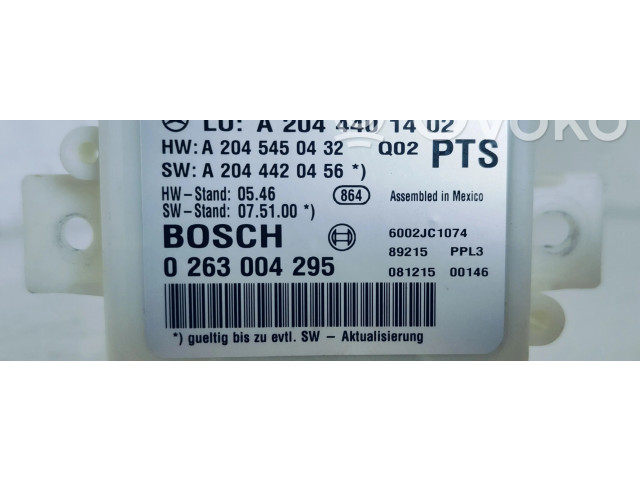 LU: A 204 440 14 02
HW: A 204 545 04 32 Q02 PTS
SW: A 204 442 04 56 *)
HW-Stand: 05.46 864 Assembled in Mexico
SW-Stand: 07.51.00 *)
BOSCH 6002JC1074
89215 PPL3
0 263 004 295 081215 00146
*) gueltig bis zu evtl. SW - Aktualisierung
OVOKO